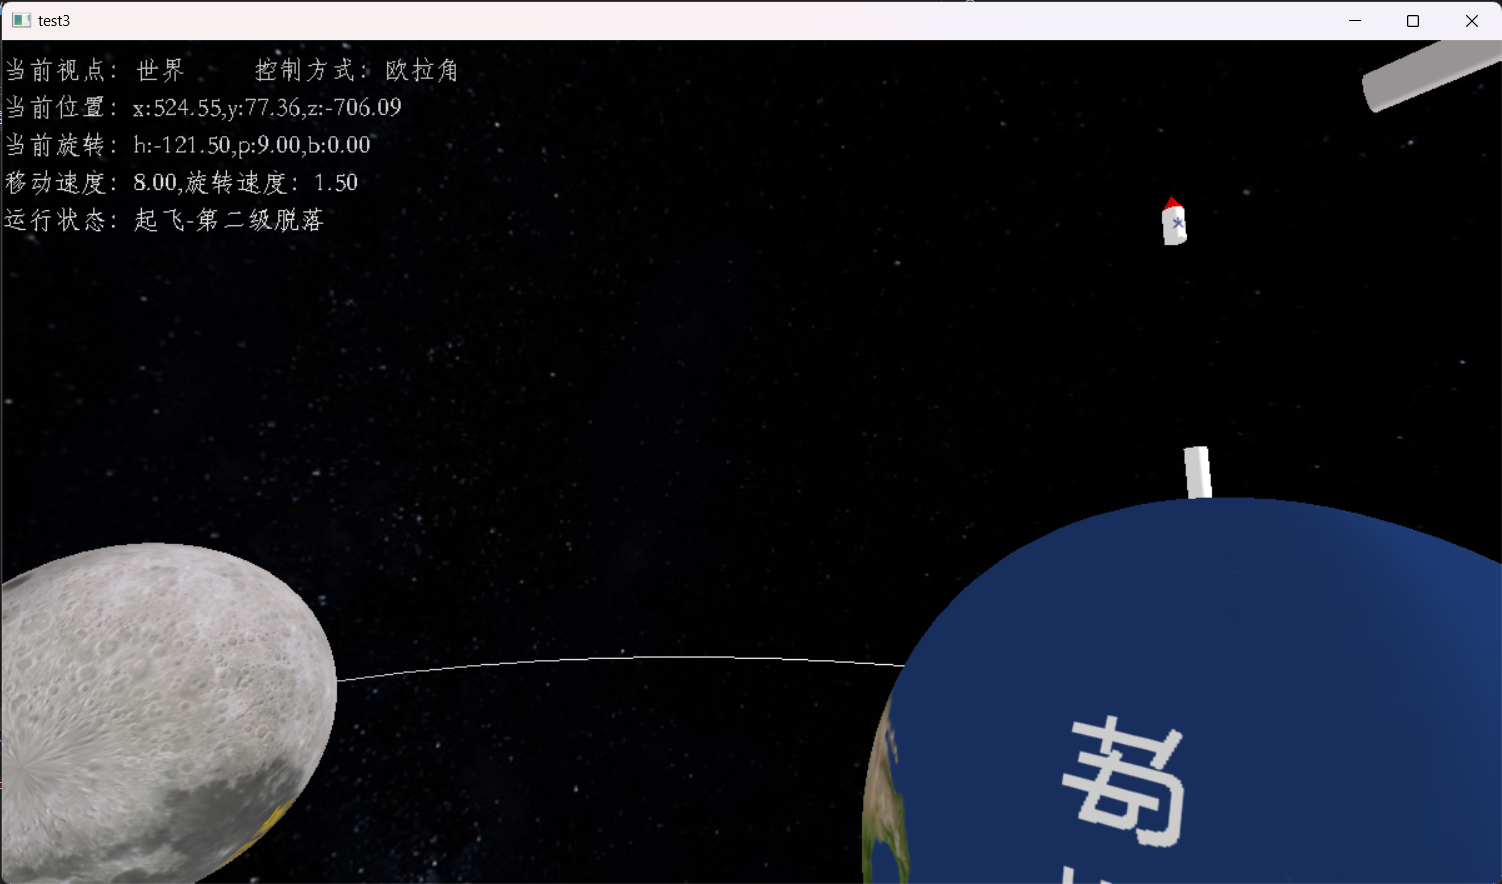 test3
当前视点: 世界 控制方式: 欧拉角
当前位置: x:524.55,y:77.36,z:-706.09
当前旋转: h:-121.50,p:9.00,b:0.00
移动速度: 8.00,旋转速度: 1.50
运行状态: 起飞-第二级脱落